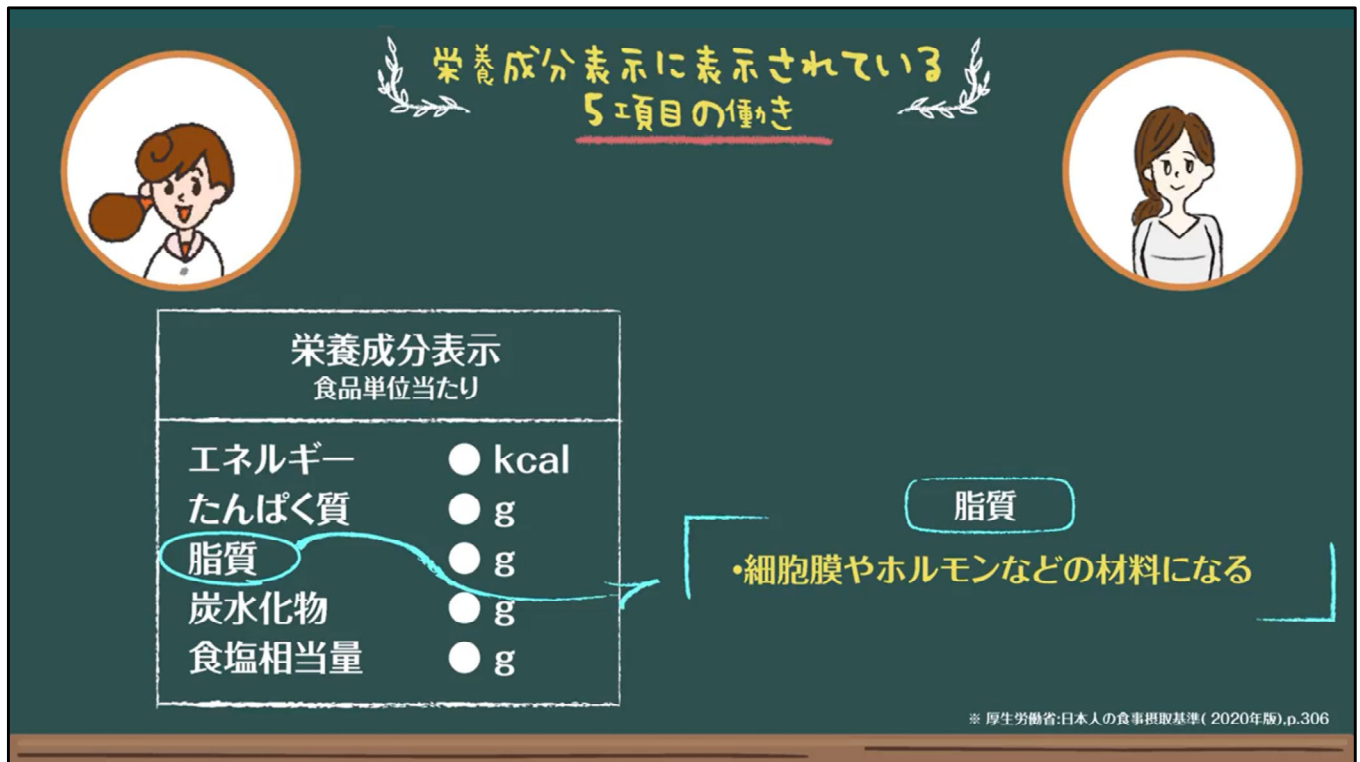 栄養成分表示に表示されている
5項目の働き
栄養成分表示
食品単位当たり
エネルギー ● kcal
たんぱく質 ● g
脂質 ● g
炭水化物 ● g
食塩相当量 ● g
脂質
・細胞膜やホルモンなどの材料になる
※ 厚生労働省:日本人の食事摂取基準( 2020年版),p.306